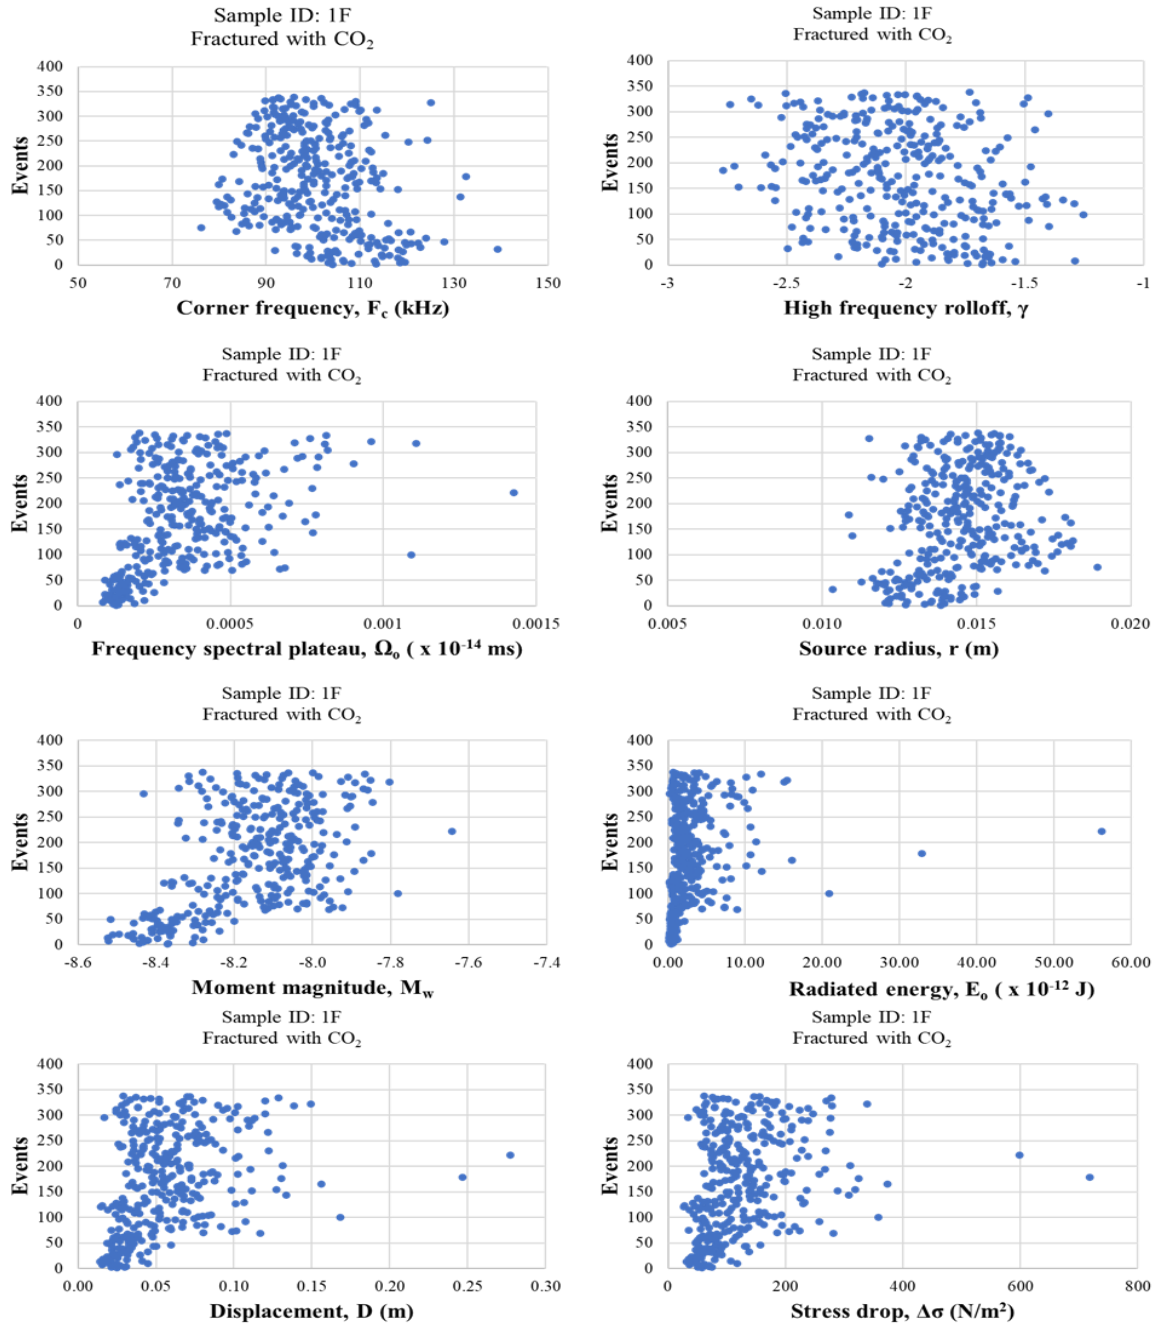 Sample ID: 1F
Fractured with CO₂
400
350
300
250
200
150
100
50
0
Events
50 70 90 110 130 150
Corner frequency, F_c (kHz)
Sample ID: 1F
Fractured with CO₂
400
350
300
250
200
150
100
50
0
Events
-3 -2.5 -2 -1.5 -1
High frequency rolloff, γ
Sample ID: 1F
Fractured with CO₂
400
350
300
250
200
150
100
50
0
Events
0 0.0005 0.001 0.0015
Frequency spectral plateau, Ωₒ ( x 10⁻¹⁴ ms)
Sample ID: 1F
Fractured with CO₂
400
350
300
250
200
150
100
50
0
Events
0.005 0.010 0.015 0.020
Source radius, r (m)
Sample ID: 1F
Fractured with CO₂
400
350
300
250
200
150
100
50
0
Events
-8.6 -8.4 -8.2 -8.0 -7.8 -7.6 -7.4
Moment magnitude, M_w
Sample ID: 1F
Fractured with CO₂
400
350
300
250
200
150
100
50
0
Events
0.00 10.00 20.00 30.00 40.00 50.00 60.00
Radiated energy, Eₒ ( x 10⁻¹² J)
Sample ID: 1F
Fractured with CO₂
400
350
300
250
200
150
100
50
0
Events
0.00 0.05 0.10 0.15 0.20 0.25 0.30
Displacement, D (m)
Sample ID: 1F
Fractured with CO₂
400
350
300
250
200
150
100
50
0
Events
0 200 400 600 800
Stress drop, Δσ (N/m²)